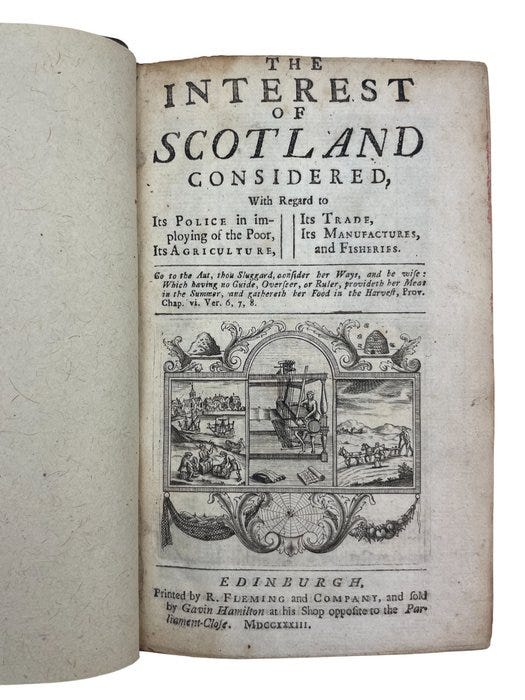 THE
INTEREST
OF
SCOTLAND
CONSIDERED,
With Regard to
Its POLICE in im-
ploying of the Poor,
Its AGRICULTURE,
Its TRADE,
Its MANUFACTURES,
and FISHERIES.
Go to the Ant, thou Sluggard, consider her Ways, and be wise:
Which having no Guide, Overseer, or Ruler, provideth her Meat
in the Summer, and gathereth her Food in the Harvest, Prov.
Chap. vi. Ver. 6, 7, 8.
EDINBURGH,
Printed by R. FLEMING and COMPANY, and sold
by Gavin Hamilton at his Shop opposite to the Par-
liament-Close. MDCCXXXIII.